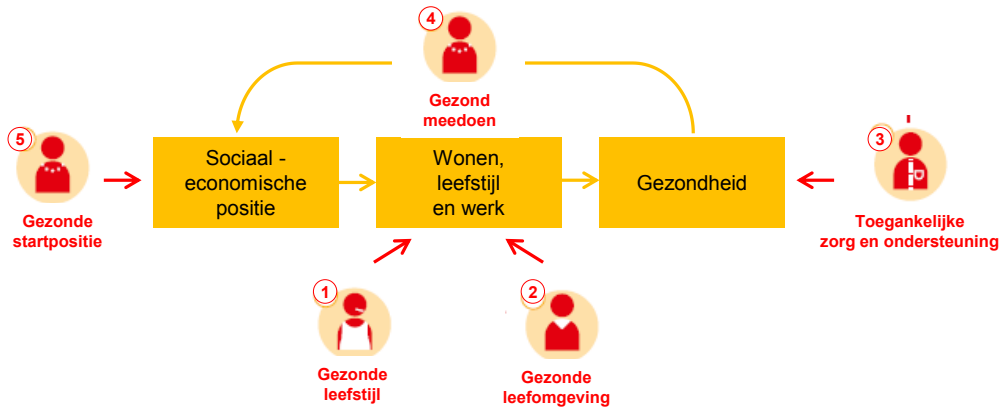 4
Gezond
meedoen
5
Gezonde
startpositie
Sociaal -
economische
positie
Wonen,
leefstijl
en werk
Gezondheid
3
Toegankelijke
zorg en ondersteuning
1
Gezonde
leefstijl
2
Gezonde
leefomgeving